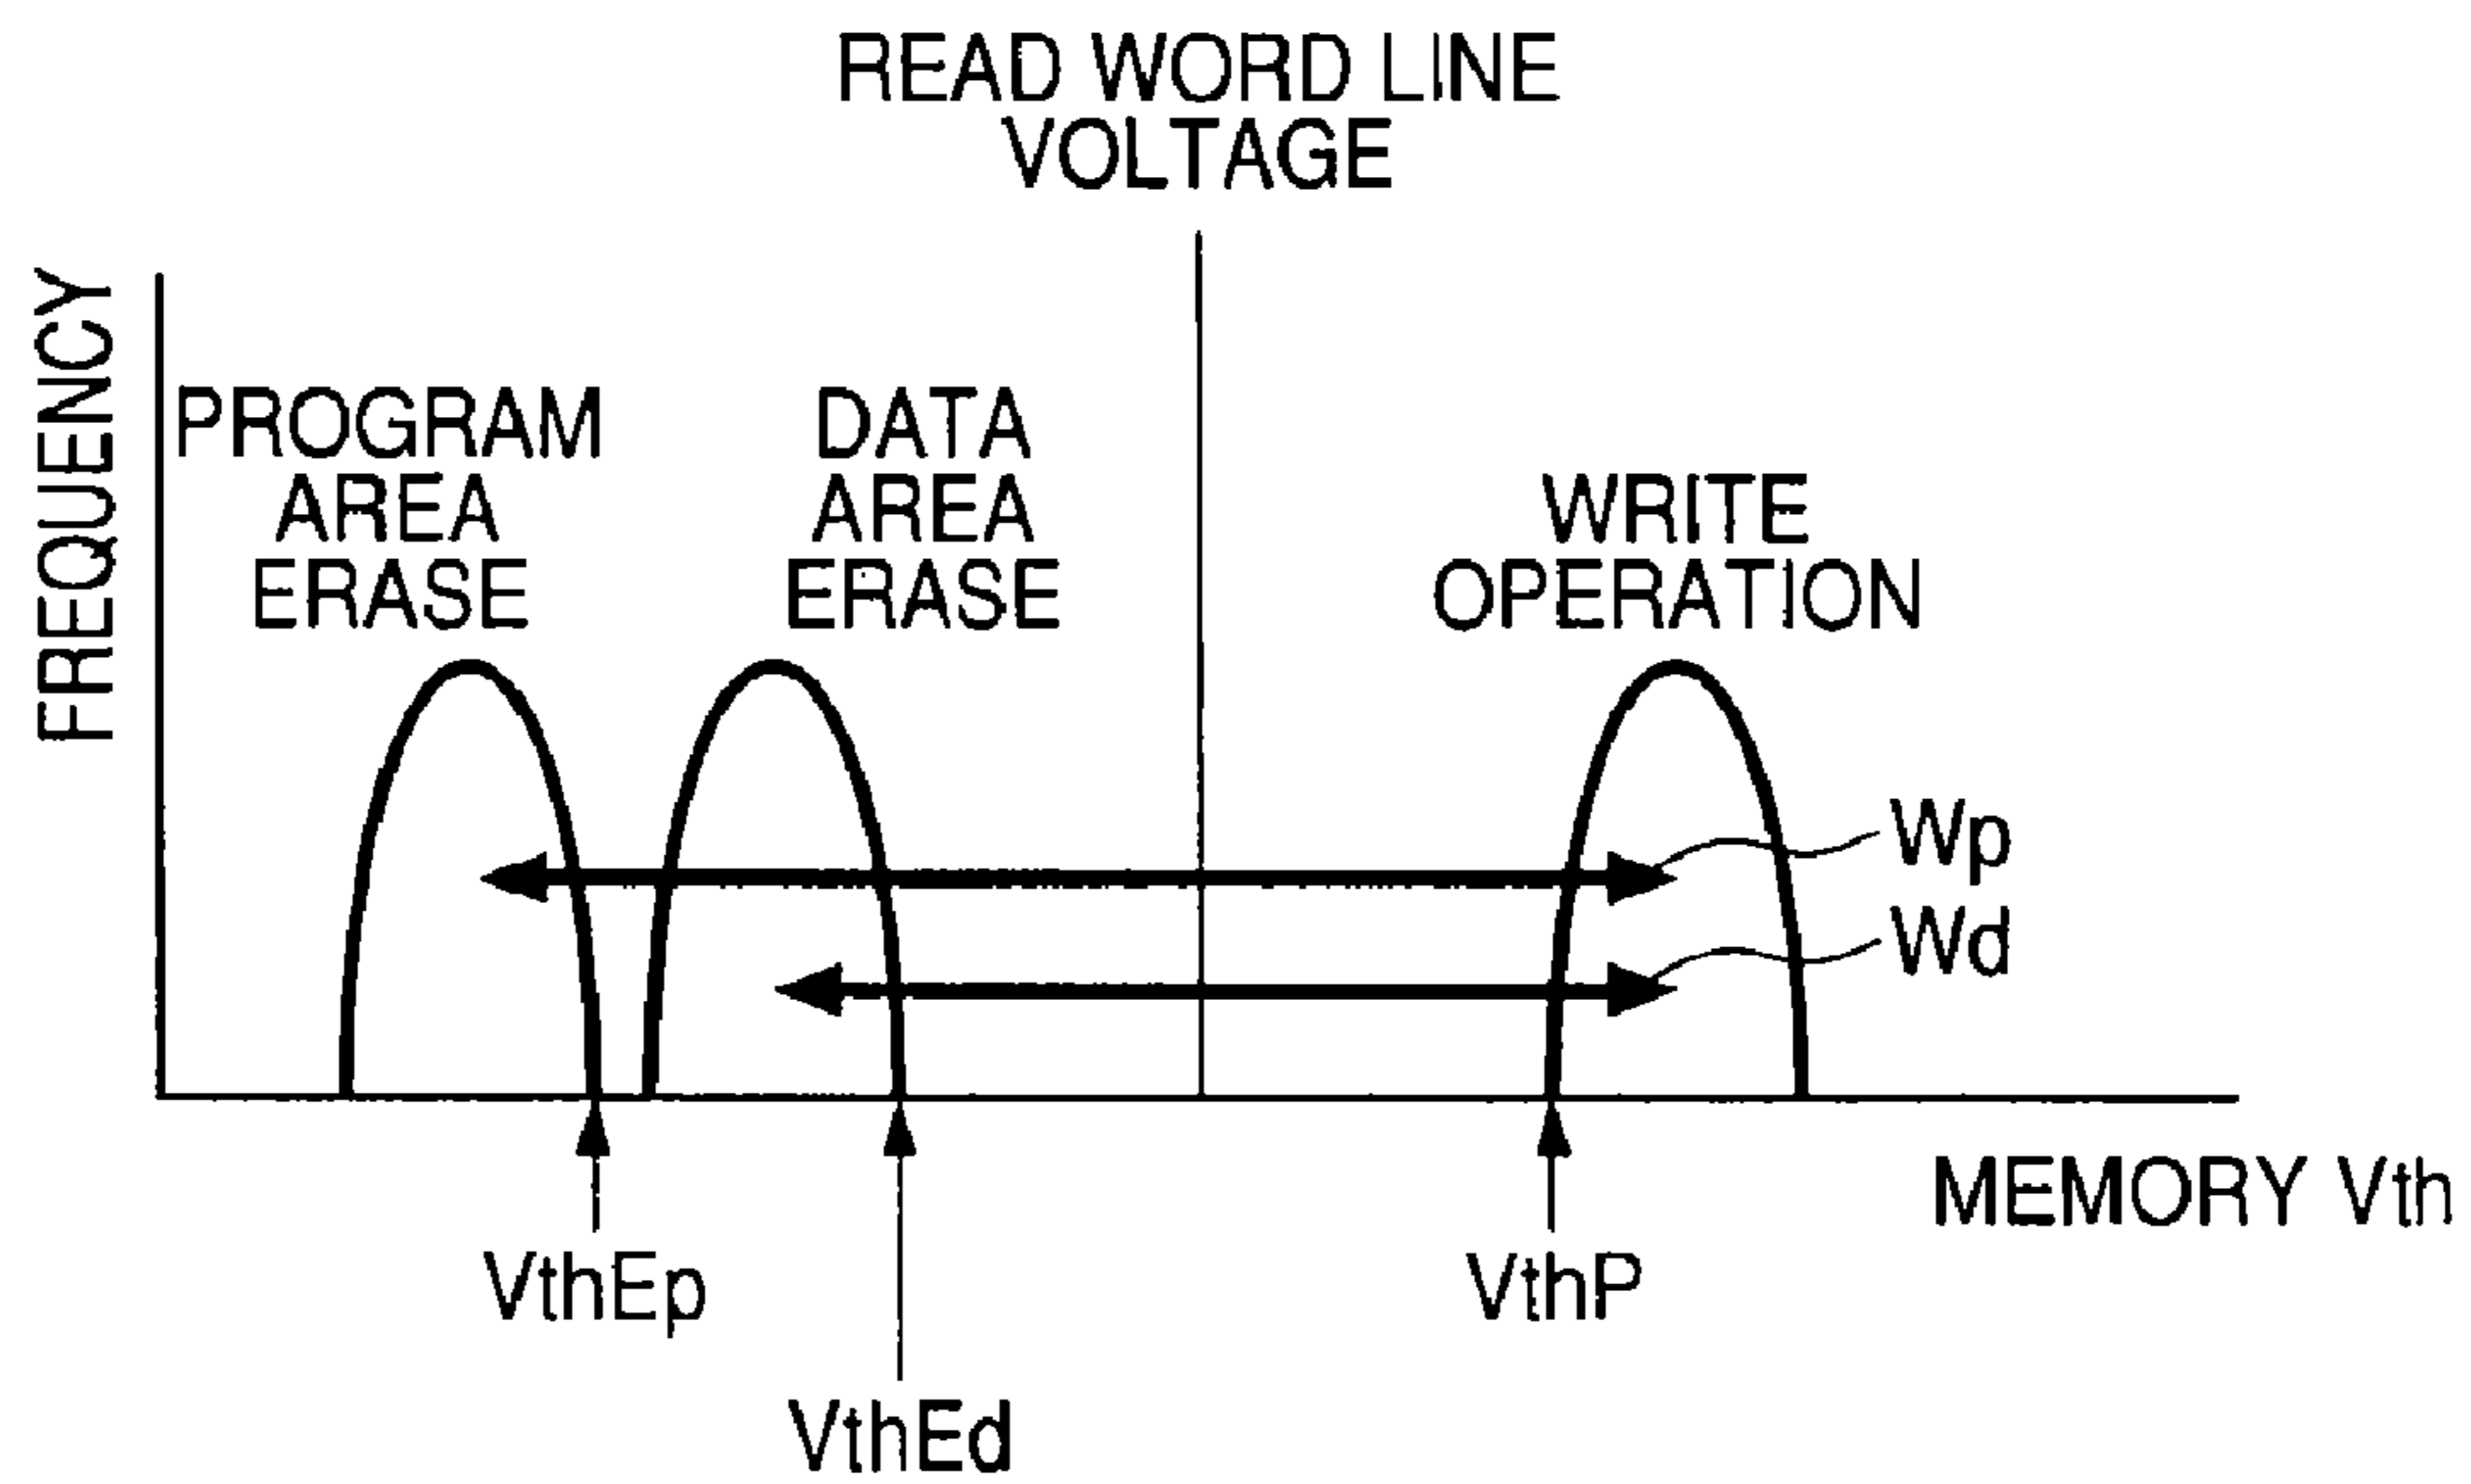 READ WORD LINE
VOLTAGE
FREQUENCY
PROGRAM
AREA
ERASE
DATA
AREA
ERASE
WRITE
OPERATION
Wp
Wd
MEMORY Vth
VthEp
VthP
VthEd